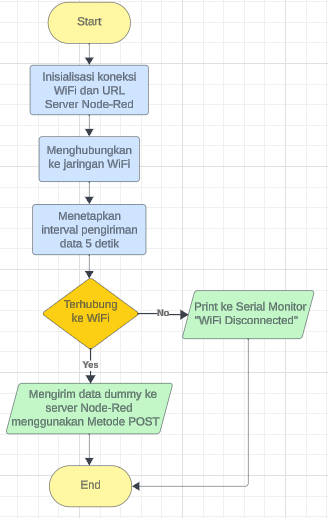 Start
Inisialisasi koneksi
WiFi dan URL
Server Node-Red
Menghubungkan
ke jaringan WiFi
Menetapkan
interval pengiriman
data 5 detik
Terhubung
ke WiFi
No
Print ke Serial Monitor
"WiFi Disconnected"
Yes
Mengirim data dummy ke
server Node-Red
menggunakan Metode POST
End